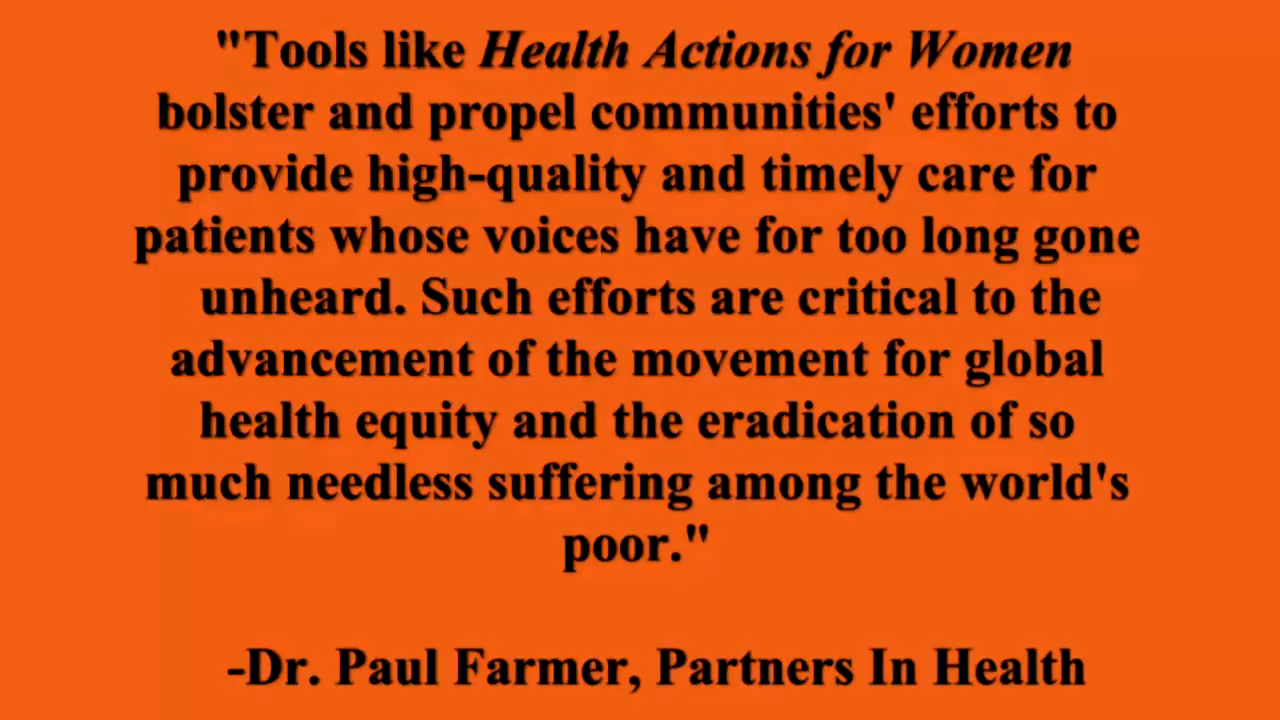 "Tools like Health Actions for Women
bolster and propel communities' efforts to
provide high-quality and timely care for
patients whose voices have for too long gone
unheard. Such efforts are critical to the
advancement of the movement for global
health equity and the eradication of so
much needless suffering among the world's
poor."
-Dr. Paul Farmer, Partners In Health